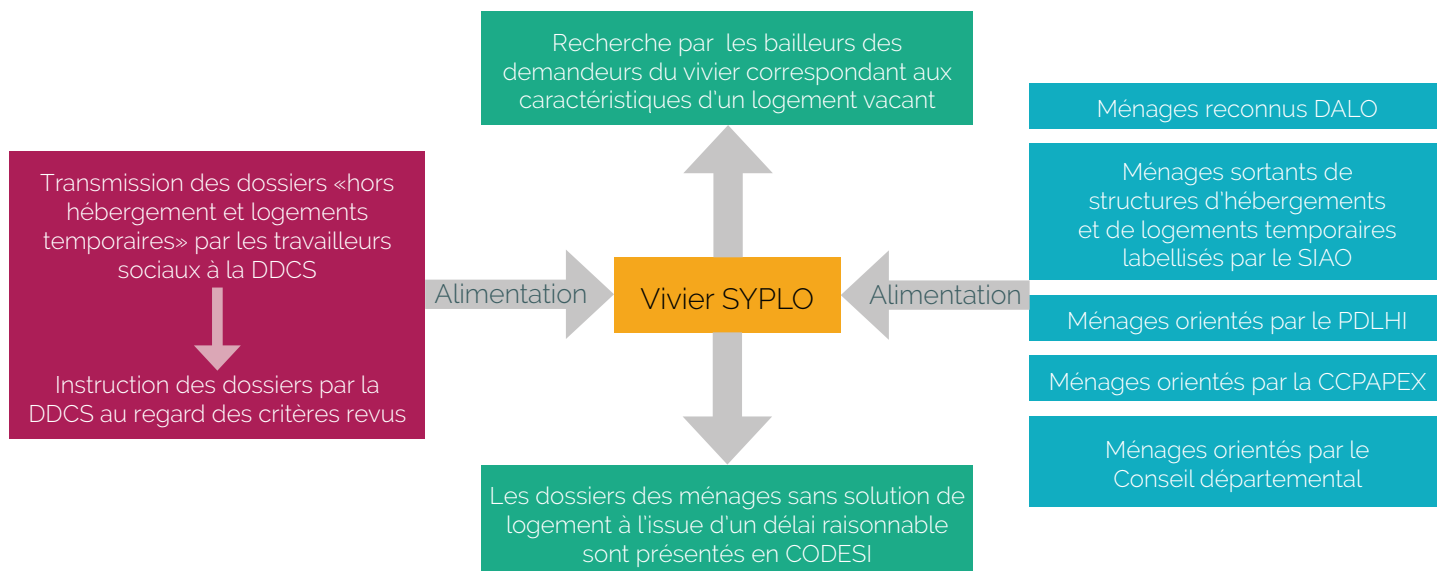 Recherche par les bailleurs des
demandeurs du vivier correspondant aux
caractéristiques d'un logement vacant
Transmission des dossiers «hors
hébergement et logements
temporaires» par les travailleurs
sociaux à la DDCS
Instruction des dossiers par la
DDCS au regard des critères revus
Alimentation
Vivier SYPLO
Alimentation
Ménages reconnus DALO
Ménages sortants de
structures d'hébergements
et de logements temporaires
labellisés par le SIAO
Ménages orientés par le PDLHI
Ménages orientés par la CCPAPEX
Ménages orientés par le
Conseil départemental
Les dossiers des ménages sans solution de
logement à l'issue d'un délai raisonnable
sont présentés en CODESI